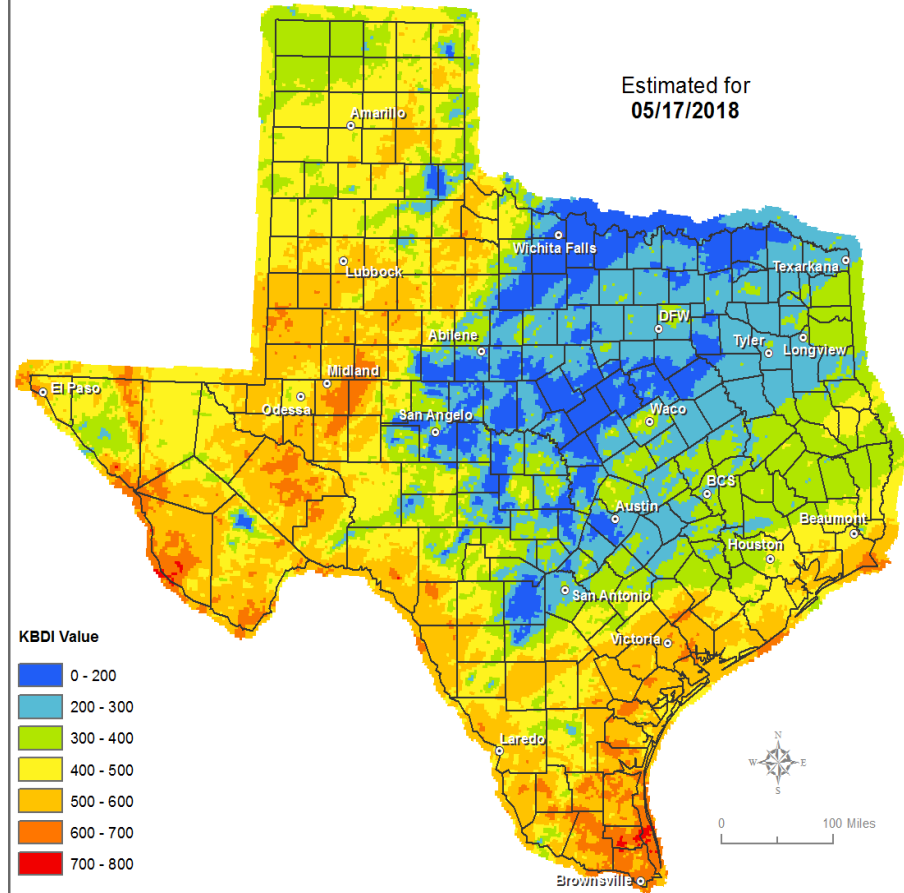 Estimated for
05/17/2018
Amarillo
Wichita Falls
Lubbock
Texarkana
DFW
Abilene
Tyler
Longview
Midland
El Paso
Odessa
San Angelo
Waco
BCS
Austin
Beaumont
Houston
San Antonio
Victoria
Laredo
Brownsville
KBDI Value
0 - 200
200 - 300
300 - 400
400 - 500
500 - 600
600 - 700
700 - 800
N
W E
S
0 100 Miles